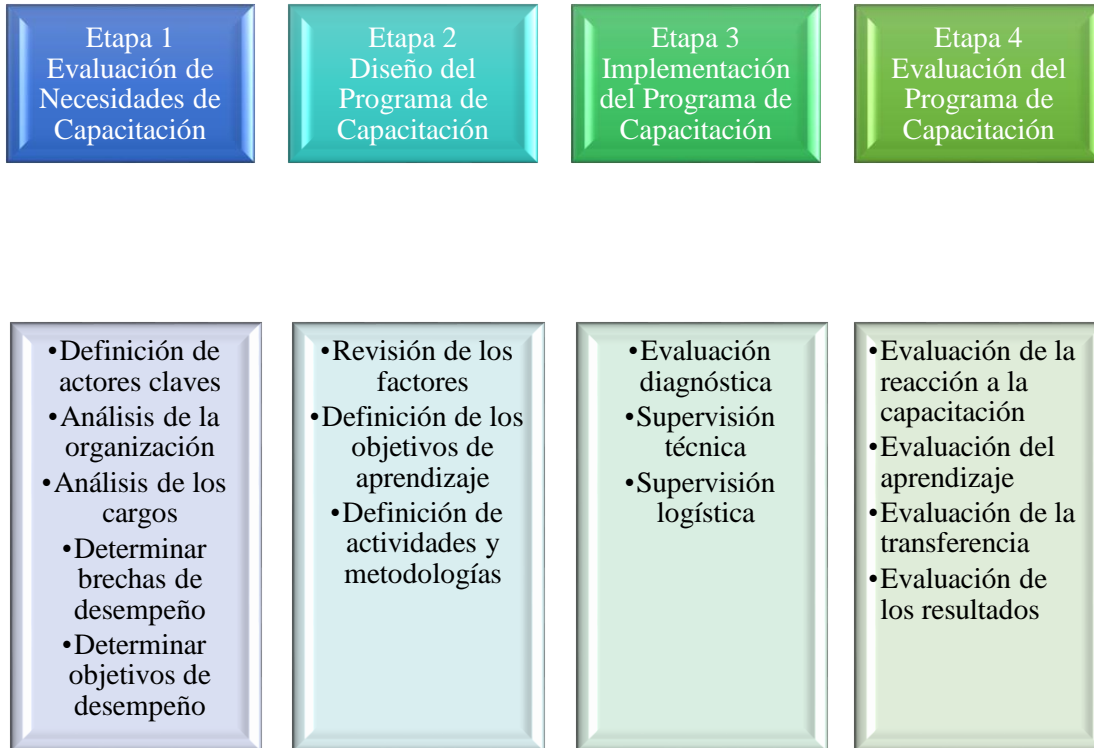 Etapa 1
Evaluación de
Necesidades de
Capacitación
Etapa 2
Diseño del
Programa de
Capacitación
Etapa 3
Implementación
del Programa de
Capacitación
Etapa 4
Evaluación del
Programa de
Capacitación
•Definición de
actores claves
•Análisis de la
organización
•Análisis de los
cargos
•Determinar
brechas de
desempeño
•Determinar
objetivos de
desempeño
•Revisión de los
factores
•Definición de los
objetivos de
aprendizaje
•Definición de
actividades y
metodologías
•Evaluación
diagnóstica
•Supervisión
técnica
•Supervisión
logística
•Evaluación de la
reacción a la
capacitación
•Evaluación del
aprendizaje
•Evaluación de la
transferencia
•Evaluación de
los resultados